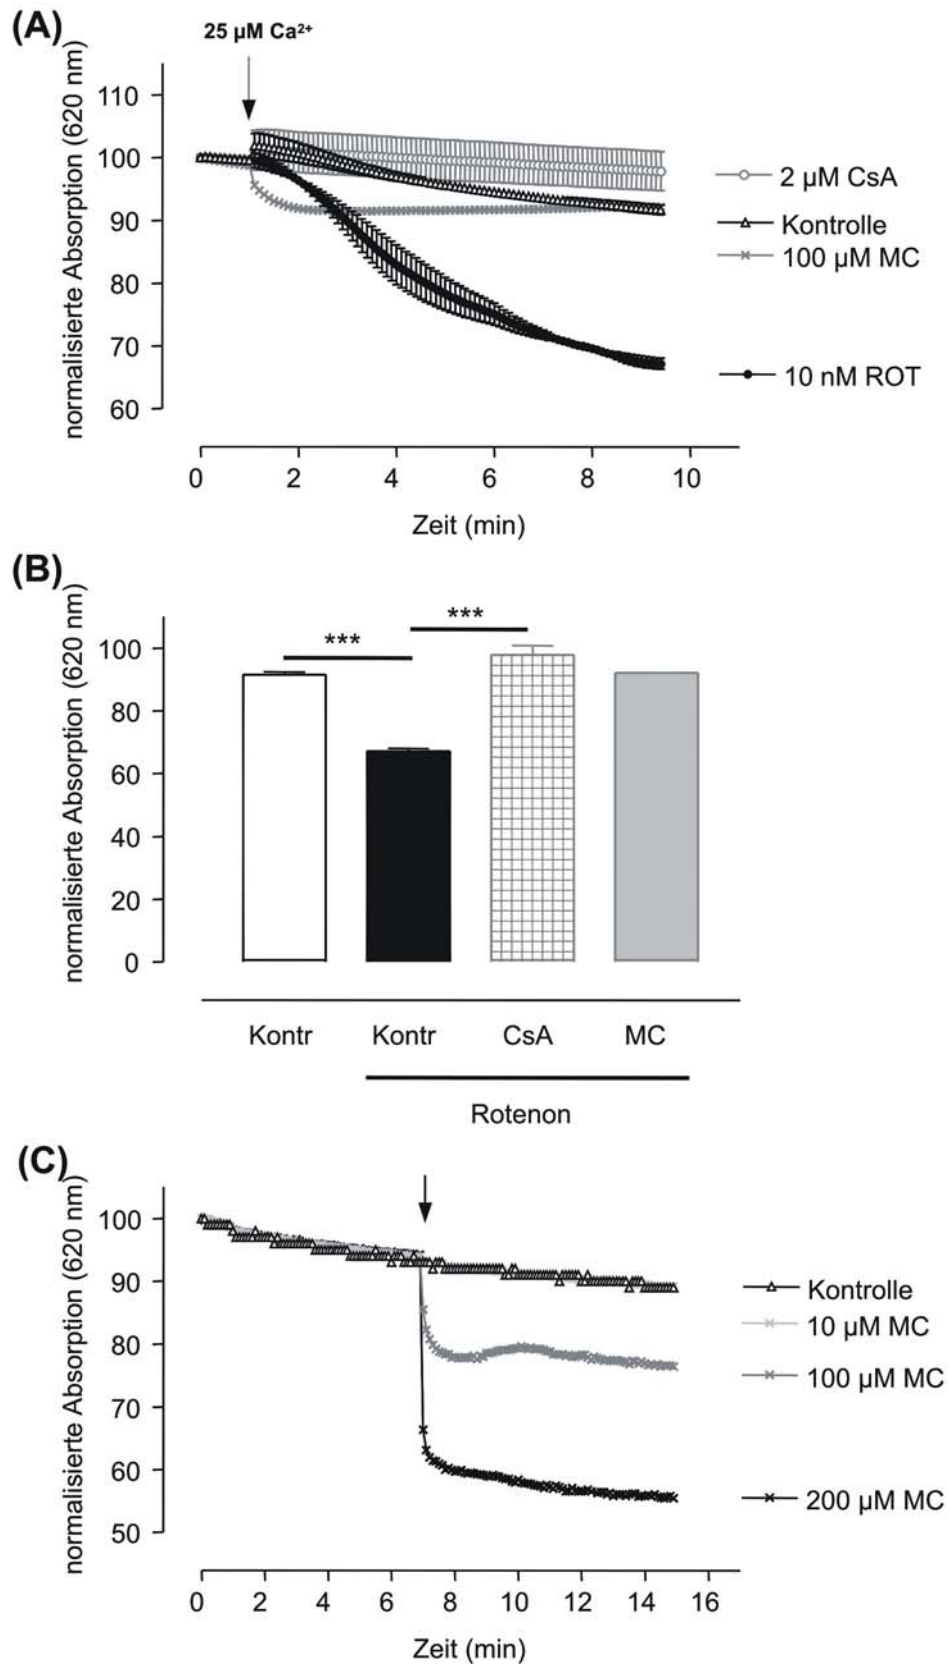 (A)
25 µM Ca²⁺
normalisierte Absorption (620 nm)
110
100
90
80
70
60
2 µM CsA
Kontrolle
100 µM MC
10 nM ROT
0 2 4 6 8 10
Zeit (min)
(B)
normalisierte Absorption (620 nm)
100
80
60
40
20
0
*** ***
Kontr Kontr CsA MC
Rotenon
(C)
normalisierte Absorption (620 nm)
100
90
80
70
60
50
Kontrolle
10 µM MC
100 µM MC
200 µM MC
0 2 4 6 8 10 12 14 16
Zeit (min)